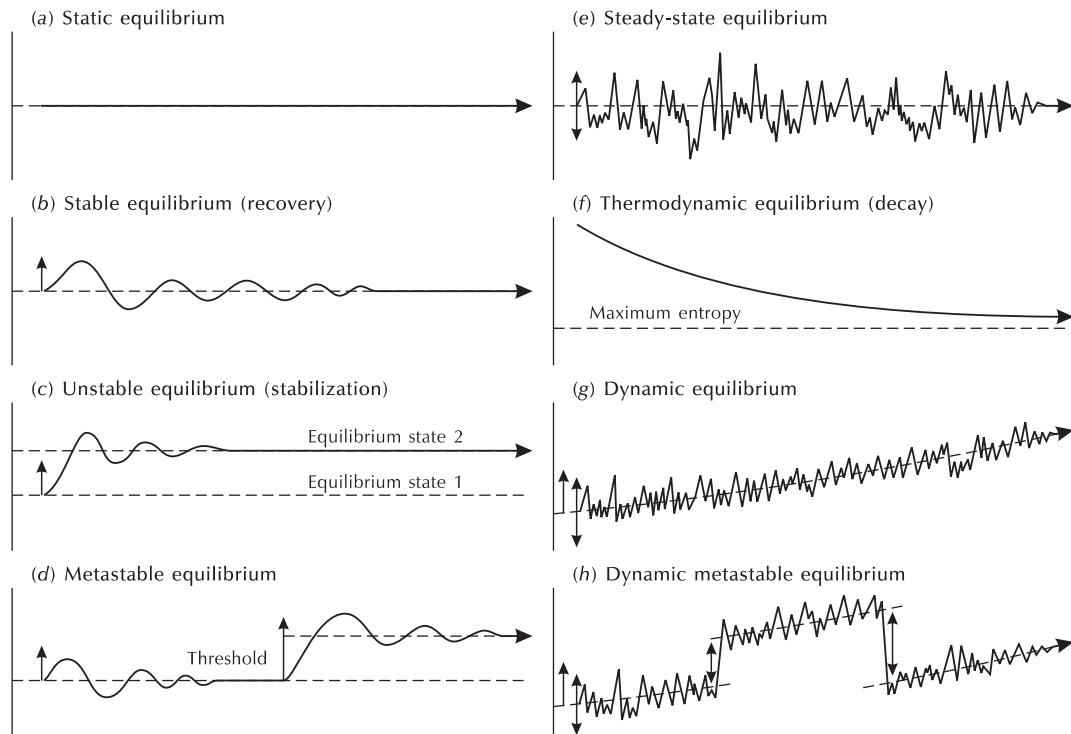 (a) Static equilibrium
(b) Stable equilibrium (recovery)
(c) Unstable equilibrium (stabilization)
Equilibrium state 2
Equilibrium state 1
(d) Metastable equilibrium
Threshold
(e) Steady-state equilibrium
(f) Thermodynamic equilibrium (decay)
Maximum entropy
(g) Dynamic equilibrium
(h) Dynamic metastable equilibrium